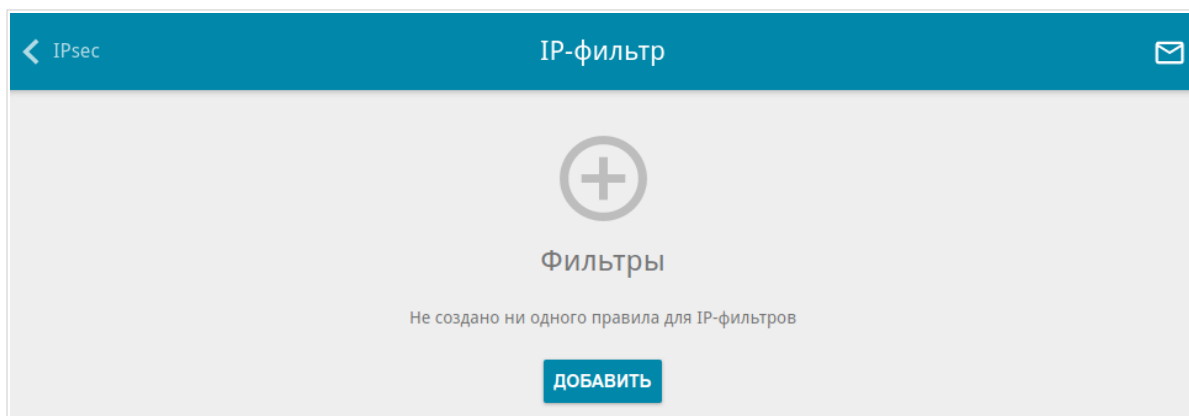 IPsec
IP-фильтр
Фильтры
Не создано ни одного правила для IP-фильтров
ДОБАВИТЬ